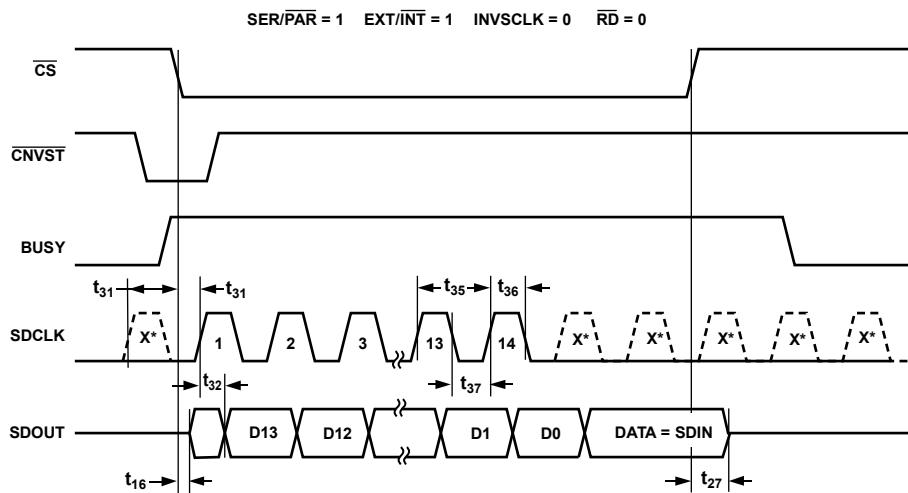 SER/PAR = 1 EXT/INT = 1 INVSCLK = 0 RD = 0
CS
CNVST
BUSY
t31 t31 t35 t36
SDCLK X* 1 2 3 13 14 X* X* X* X* X*
t32 t37
SDOUT D13 D12 D1 D0 DATA = SDIN
t16 t27